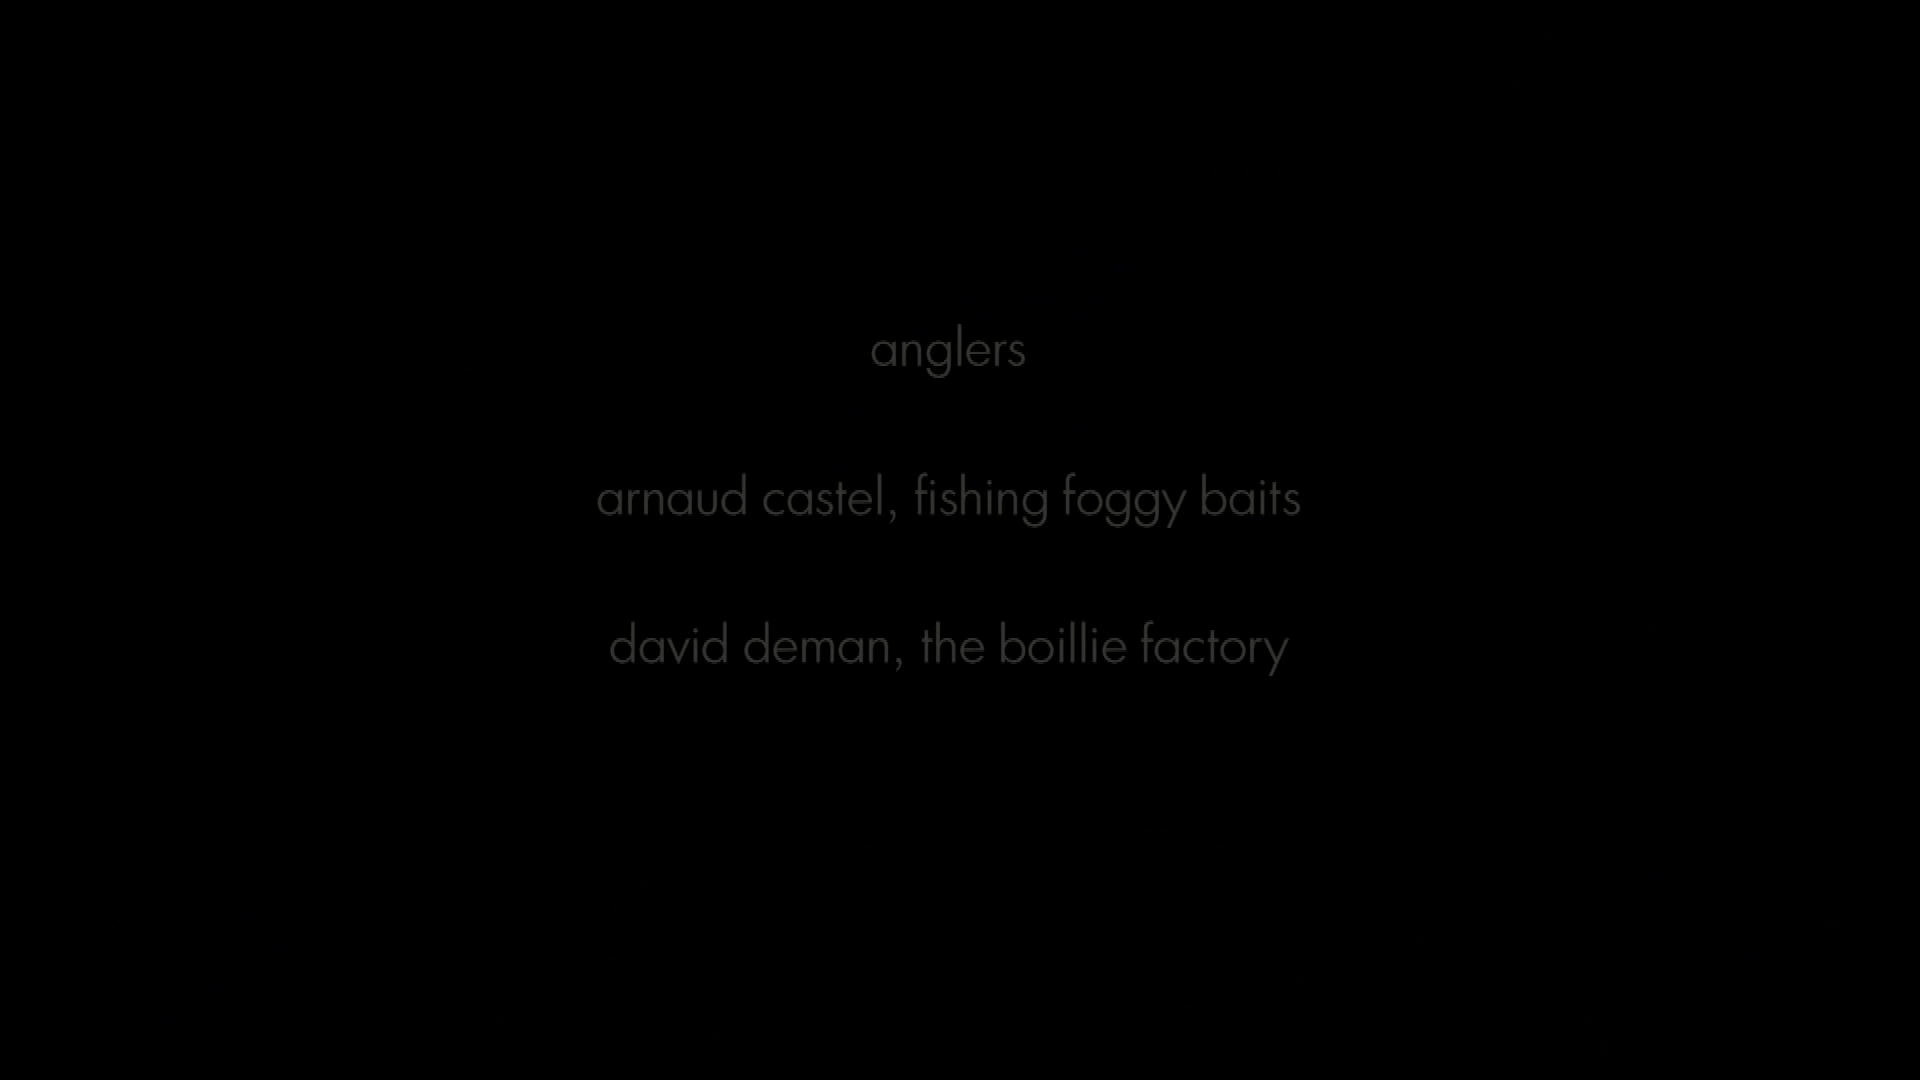 anglers
arnaud castel, fishing foggy baits
david deman, the boillie factory